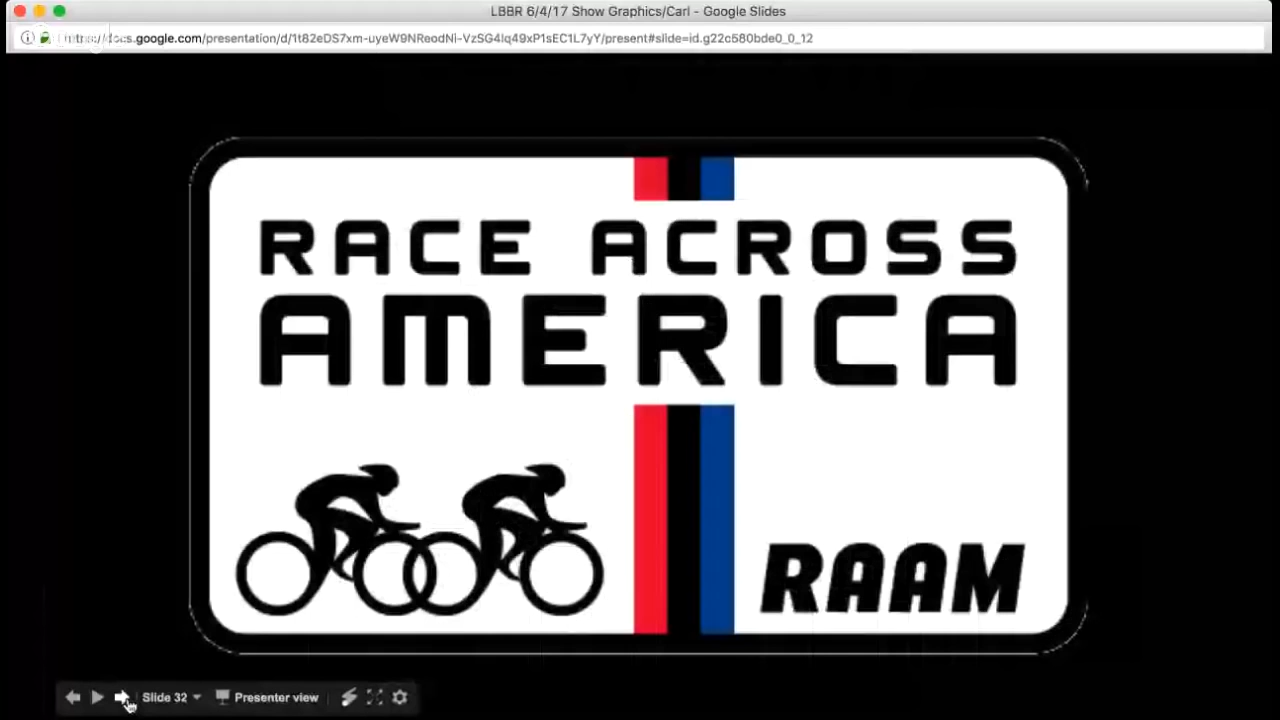 LBBR 6/4/17 Show Graphics/Carl - Google Slides
docs.google.com/presentation/d/1t82eDS7xm-uyeW9NReodNi-VzSG4lq49xP1sEC1L7yY/present#slide=id.g22c580bde0_0_12
RACE ACROSS
AMERICA
RAAM
Slide 32
Presenter view